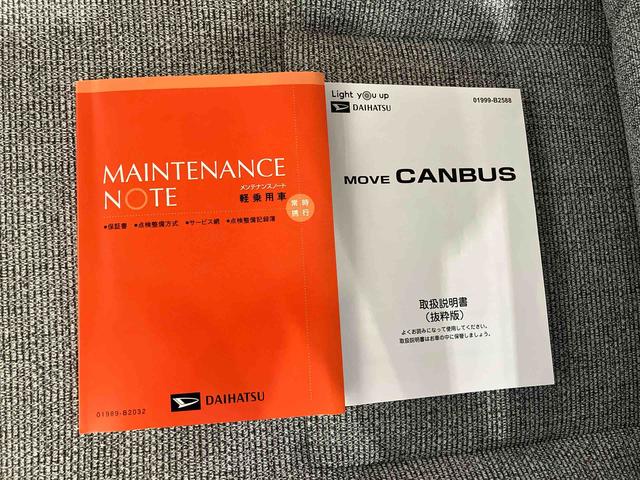 MAINTENANCE
NOTE
メンテナンスノート
軽乗用車
常時
携行
●保証書 ●点検整備方式 ●サービス網 ●点検整備記録簿
DAIHATSU
01989-B2032
Light you up
DAIHATSU
01999-B2588
MOVE CANBUS
取扱説明書
（抜粋版）
よくお読みになって使用してください。
取扱説明書はお車の中に保管しましょう。